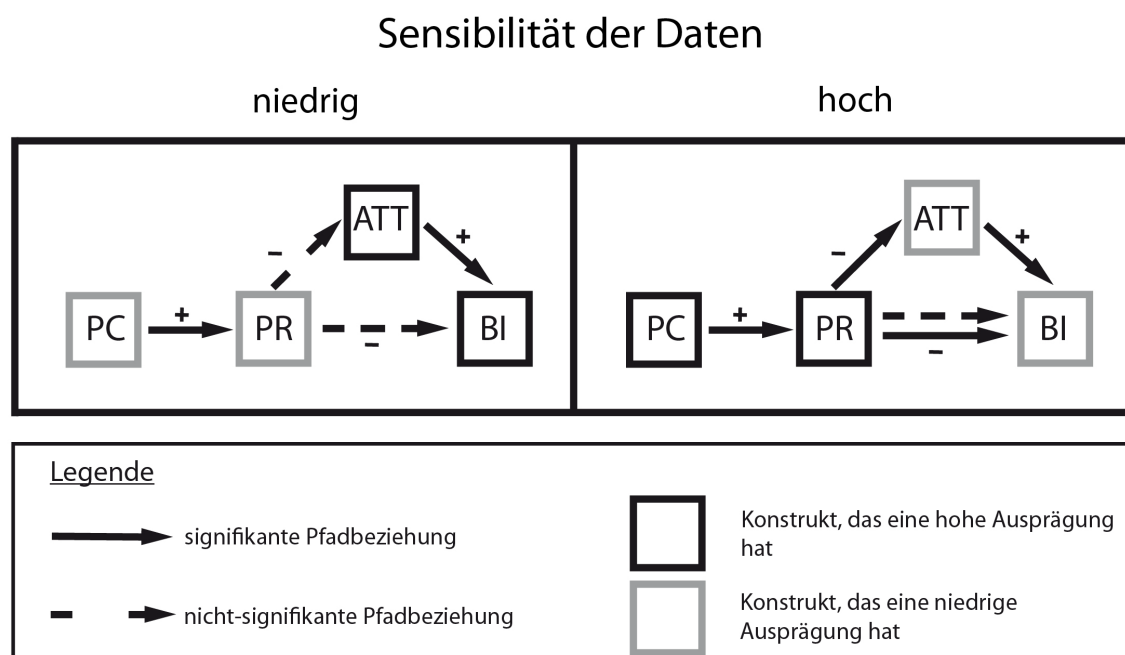 Sensibilität der Daten
niedrig
hoch
ATT
-
+
PC
+
PR
-
BI
ATT
-
+
PC
+
PR
-
BI
Legende
signifikante Pfadbeziehung
nicht-signifikante Pfadbeziehung
Konstrukt, das eine hohe Ausprägung
hat
Konstrukt, das eine niedrige
Ausprägung hat